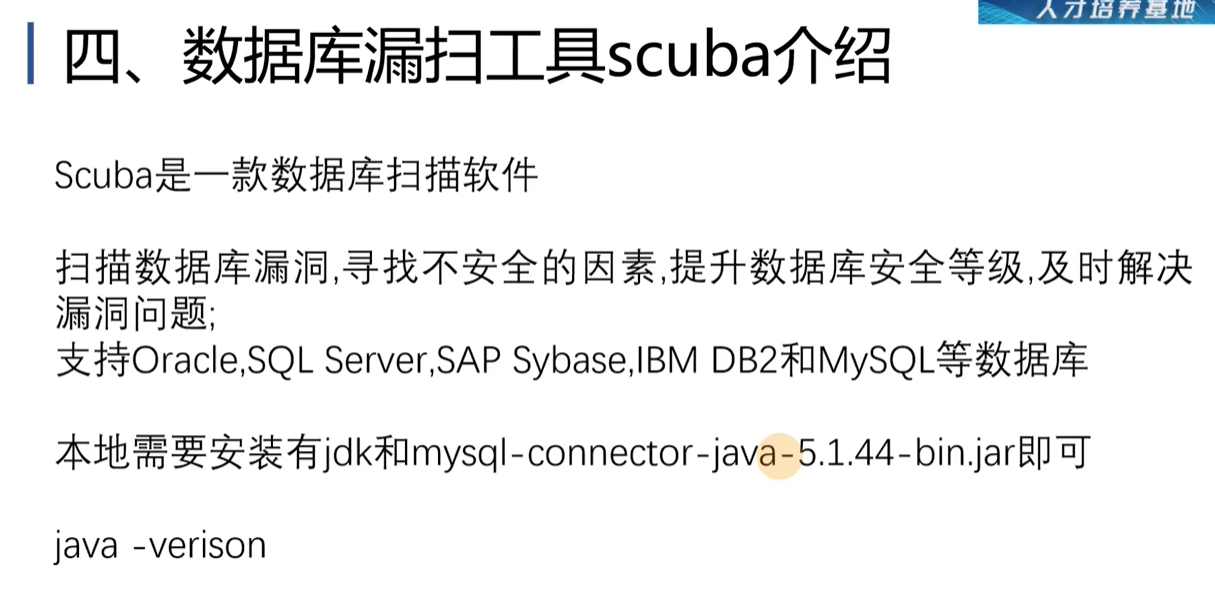 人才培养基地
四、数据库漏扫工具scuba介绍
Scuba是一款数据库扫描软件
扫描数据库漏洞,寻找不安全的因素,提升数据库安全等级,及时解决
漏洞问题;
支持Oracle,SQL Server,SAP Sybase,IBM DB2和MySQL等数据库
本地需要安装有jdk和mysql-connector-java-5.1.44-bin.jar即可
java -verison